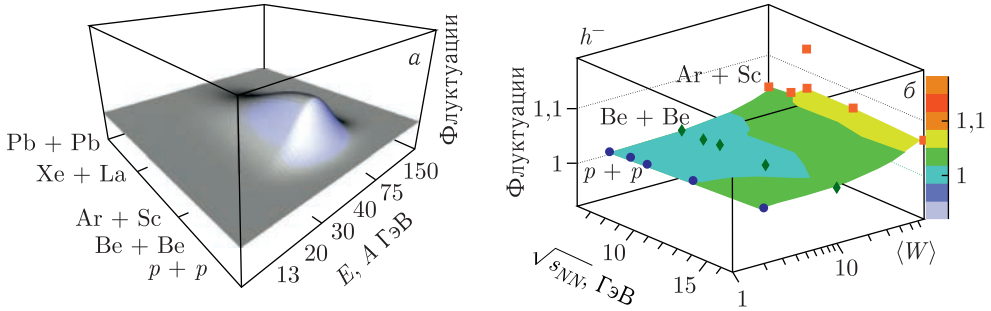 а
Флуктуации
Pb + Pb
Xe + La
Ar + Sc
Be + Be
p + p
13
20
30
40
75
150
E, A ГэВ
h⁻
б
Флуктуации
1,1
1
Ar + Sc
Be + Be
p + p
10
15
√sNN, ГэВ
1
10
⟨W⟩
1,1
1